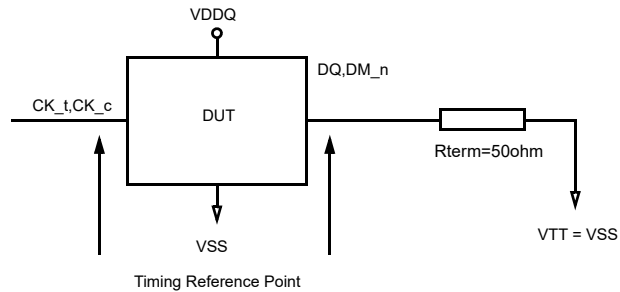 VDDQ
DQ,DM_n
CK_t,CK_c
DUT
Rterm=50ohm
VSS
VTT = VSS
Timing Reference Point